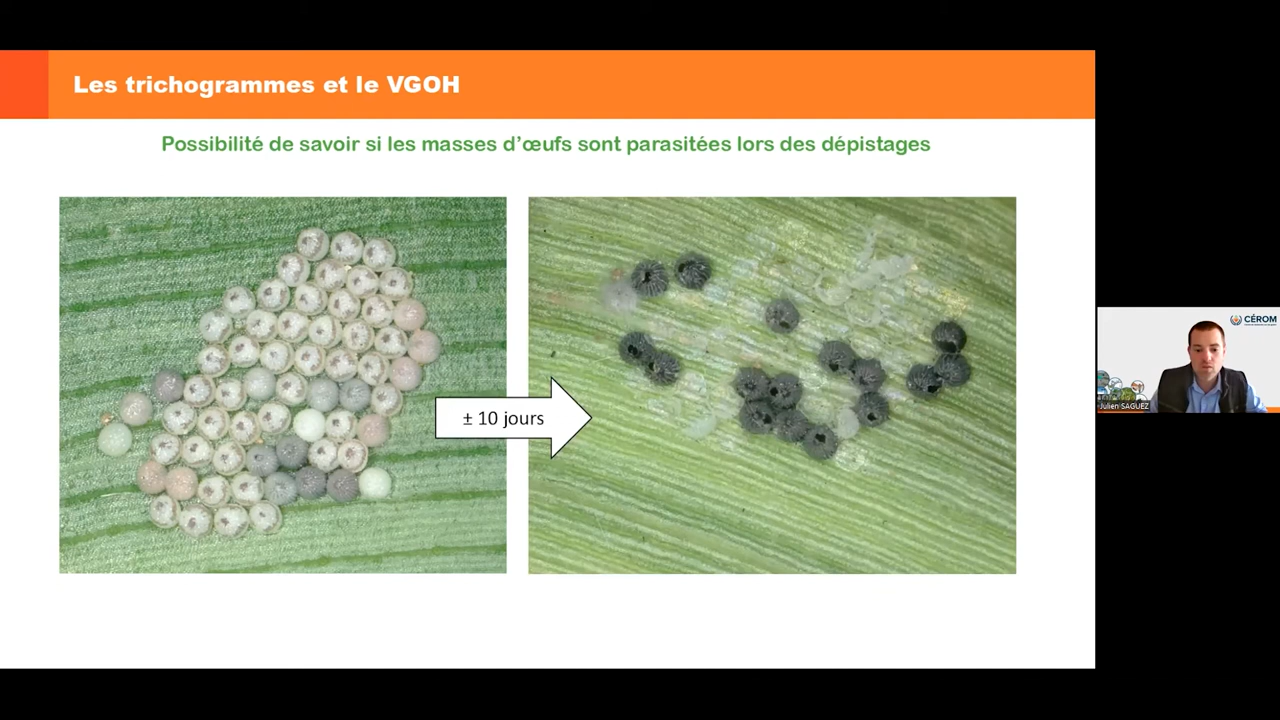 Les trichogrammes et le VGOH
Possibilité de savoir si les masses d’œufs sont parasitées lors des dépistages
± 10 jours
CÉROM
Julien SAGUEZ